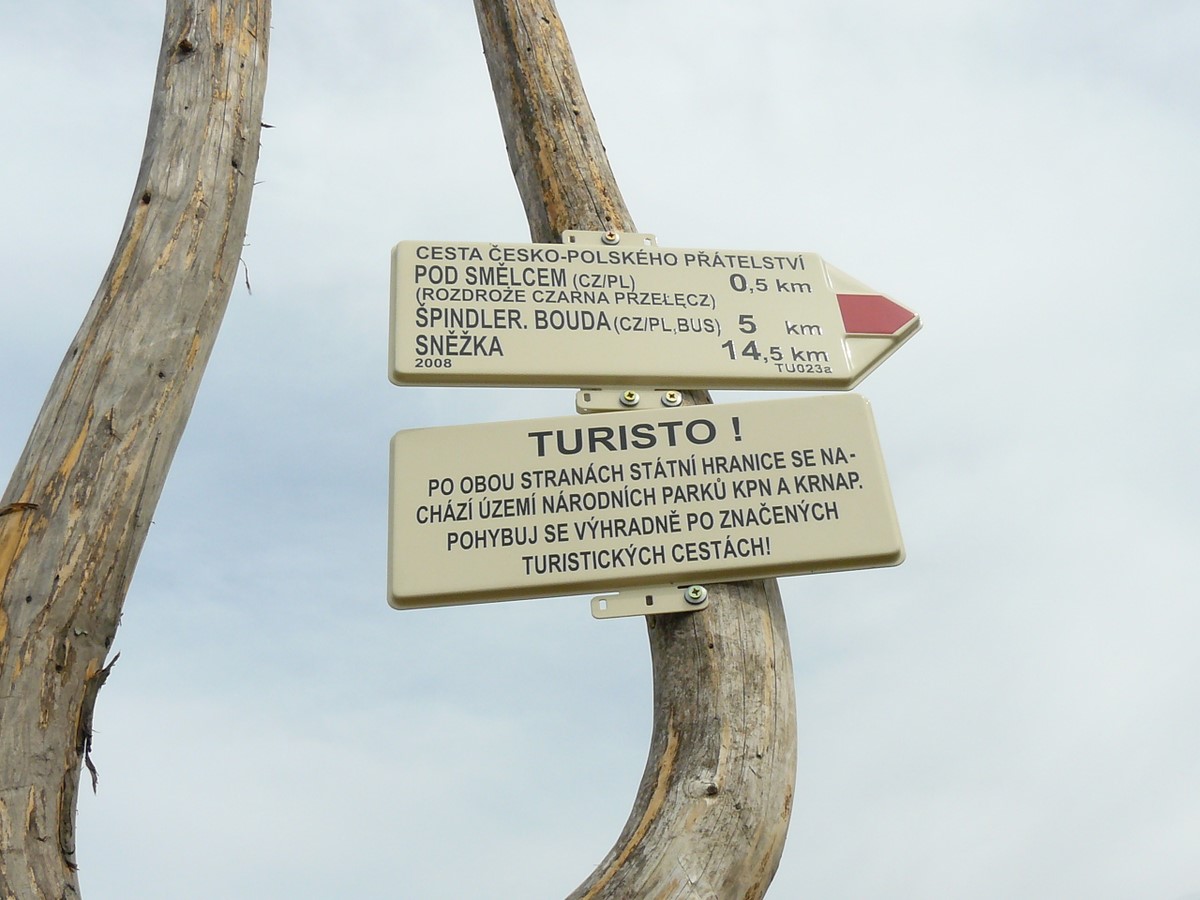 CESTA ČESKO-POLSKÉHO PŘÁTELSTVÍ
POD SMĚLCEM (CZ/PL) 0,5 km
(ROZDROŻE CZARNA PRZEŁĘCZ)
ŠPINDLER. BOUDA (CZ/PL,BUS) 5 km
SNĚŽKA 14,5 km
2008 TU023a
TURISTO !
PO OBOU STRANÁCH STÁTNÍ HRANICE SE NA-
CHÁZÍ ÚZEMÍ NÁRODNÍCH PARKŮ KPN A KRNAP.
POHYBUJ SE VÝHRADNĚ PO ZNAČENÝCH
TURISTICKÝCH CESTÁCH!